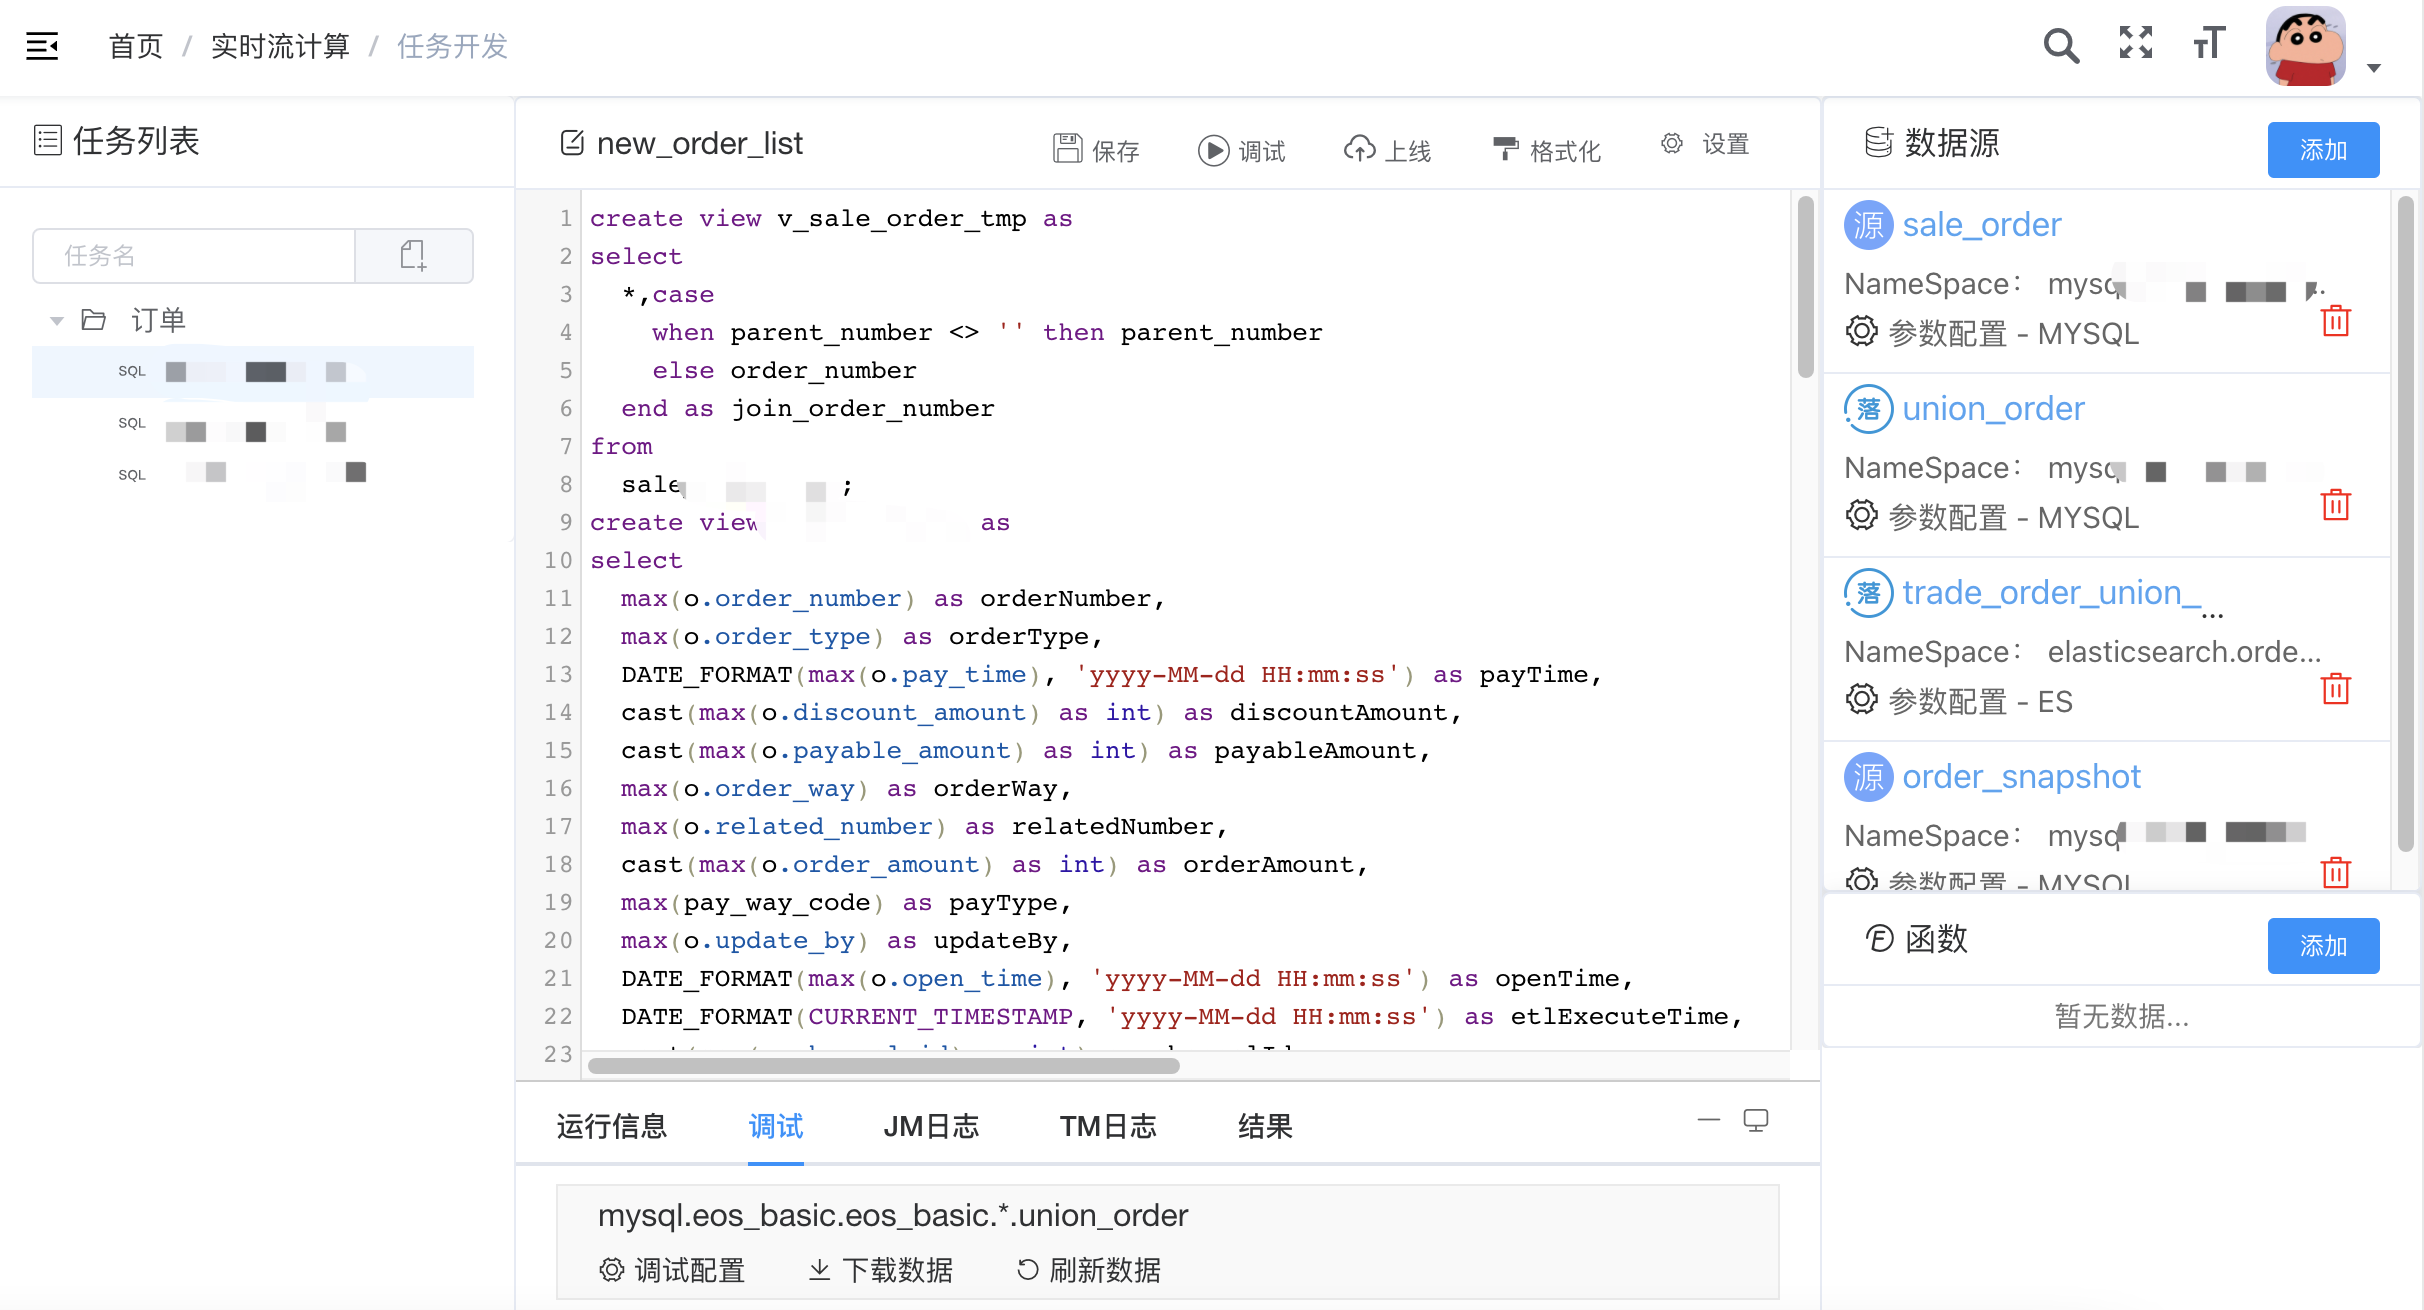 首页 / 实时流计算 / 任务开发
任务列表
任务名
订单
SQL
SQL
SQL
new_order_list
保存 调试 上线 格式化 设置
1 create view v_sale_order_tmp as
2 select
3 *,case
4 when parent_number <> '' then parent_number
5 else order_number
6 end as join_order_number
7 from
8 sale ;
9 create view as
10 select
11 max(o.order_number) as orderNumber,
12 max(o.order_type) as orderType,
13 DATE_FORMAT(max(o.pay_time), 'yyyy-MM-dd HH:mm:ss') as payTime,
14 cast(max(o.discount_amount) as int) as discountAmount,
15 cast(max(o.payable_amount) as int) as payableAmount,
16 max(o.order_way) as orderWay,
17 max(o.related_number) as relatedNumber,
18 cast(max(o.order_amount) as int) as orderAmount,
19 max(pay_way_code) as payType,
20 max(o.update_by) as updateBy,
21 DATE_FORMAT(max(o.open_time), 'yyyy-MM-dd HH:mm:ss') as openTime,
22 DATE_FORMAT(CURRENT_TIMESTAMP, 'yyyy-MM-dd HH:mm:ss') as etlExecuteTime,
23
运行信息 调试 JM日志 TM日志 结果
mysql.eos_basic.eos_basic.*.union_order
调试配置 下载数据 刷新数据
数据源 添加
源 sale_order
NameSpace：
参数配置 - MYSQL
落 union_order
NameSpace：
参数配置 - MYSQL
落 trade_order_union_...
NameSpace： elasticsearch.orde...
参数配置 - ES
源 order_snapshot
NameSpace：
参数配置 - MYSQL
函数 添加
暂无数据...